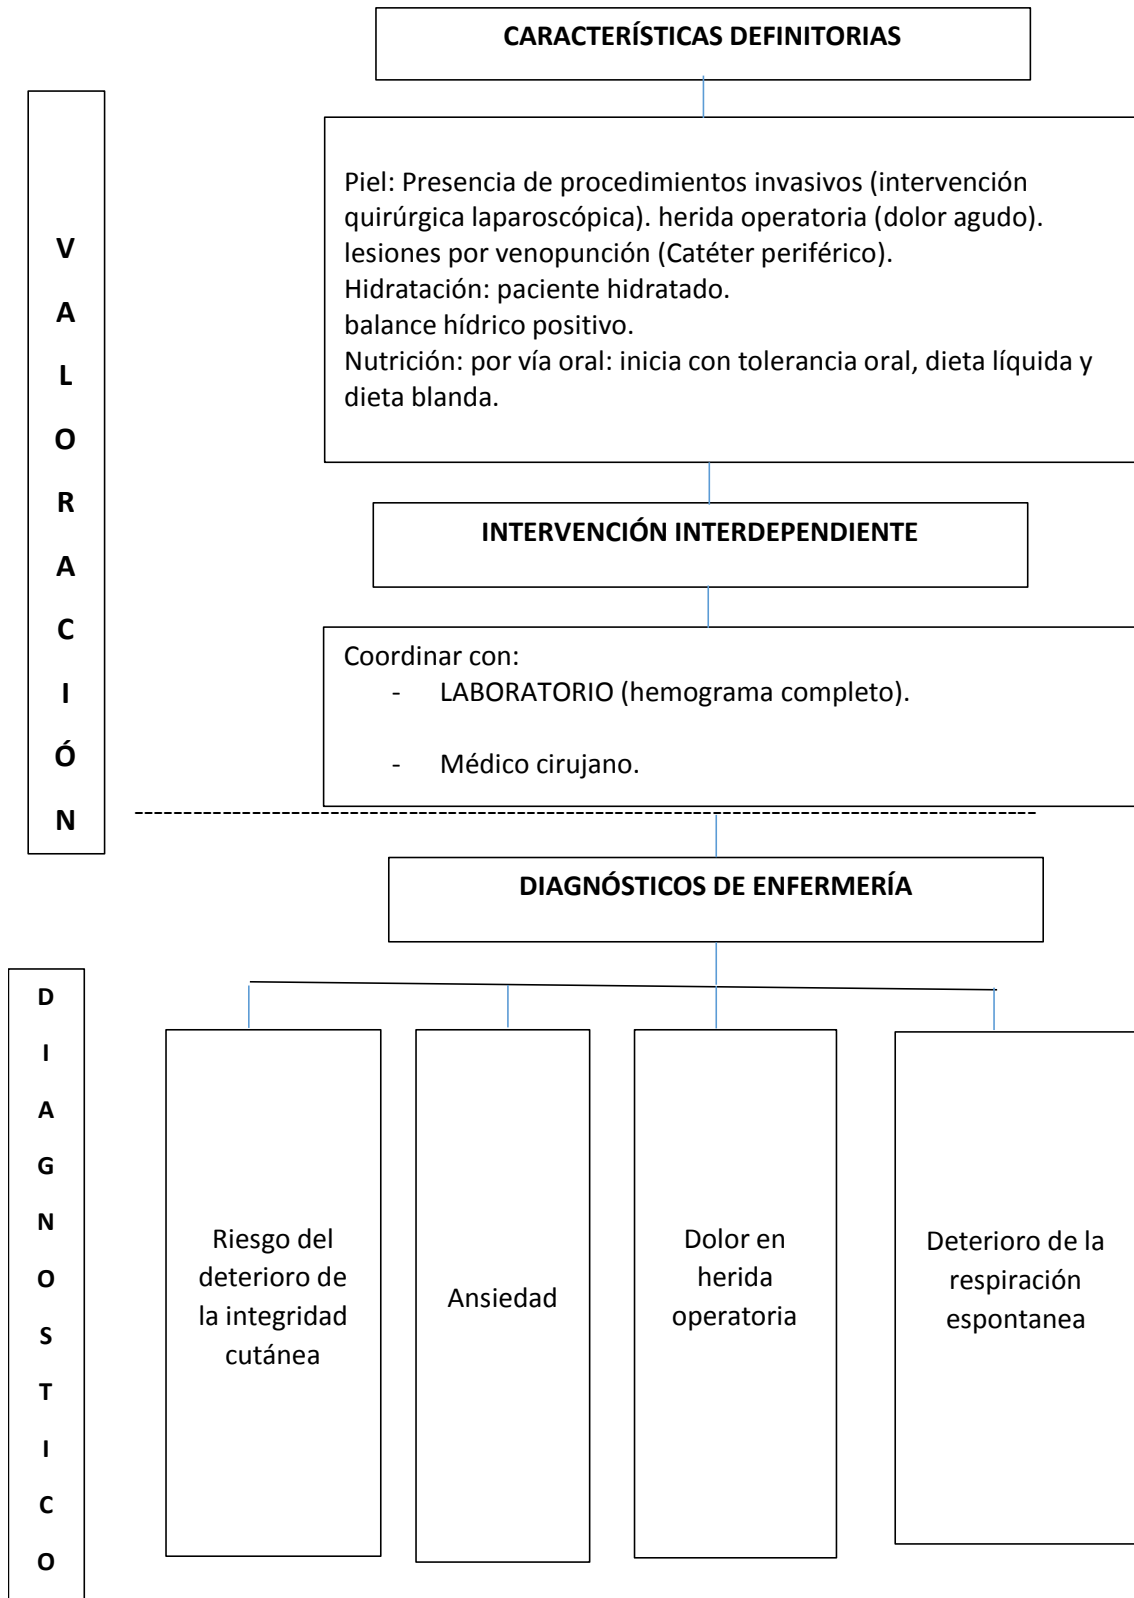 CARACTERÍSTICAS DEFINITORIAS
VALORACIÓN
Piel: Presencia de procedimientos invasivos (intervención
quirúrgica laparoscópica). herida operatoria (dolor agudo).
lesiones por venopunción (Catéter periférico).
Hidratación: paciente hidratado.
balance hídrico positivo.
Nutrición: por vía oral: inicia con tolerancia oral, dieta líquida y
dieta blanda.
INTERVENCIÓN INTERDEPENDIENTE
Coordinar con:
- LABORATORIO (hemograma completo).
- Médico cirujano.
DIAGNÓSTICOS DE ENFERMERÍA
DIAGNOSTICO
Riesgo del
deterioro de
la integridad
cutánea
Ansiedad
Dolor en
herida
operatoria
Deterioro de la
respiración
espontanea